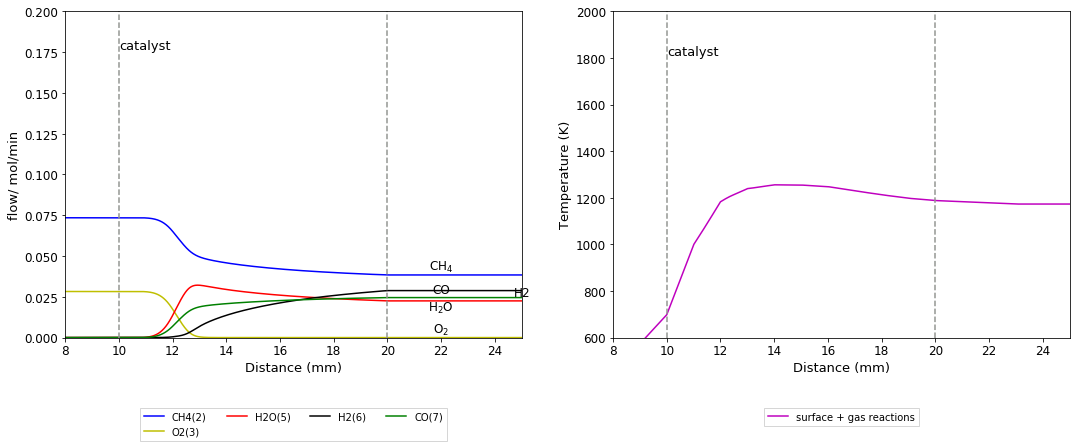 0.200
0.175
0.150
0.125
0.100
0.075
0.050
0.025
0.000
flow/ mol/min
catalyst
CH₄
CO
H2
H₂O
O₂
8 10 12 14 16 18 20 22 24
Distance (mm)
CH4(2) H2O(5) H2(6) CO(7)
O2(3)
2000
1800
1600
1400
1200
1000
800
600
Temperature (K)
catalyst
8 10 12 14 16 18 20 22 24
Distance (mm)
surface + gas reactions